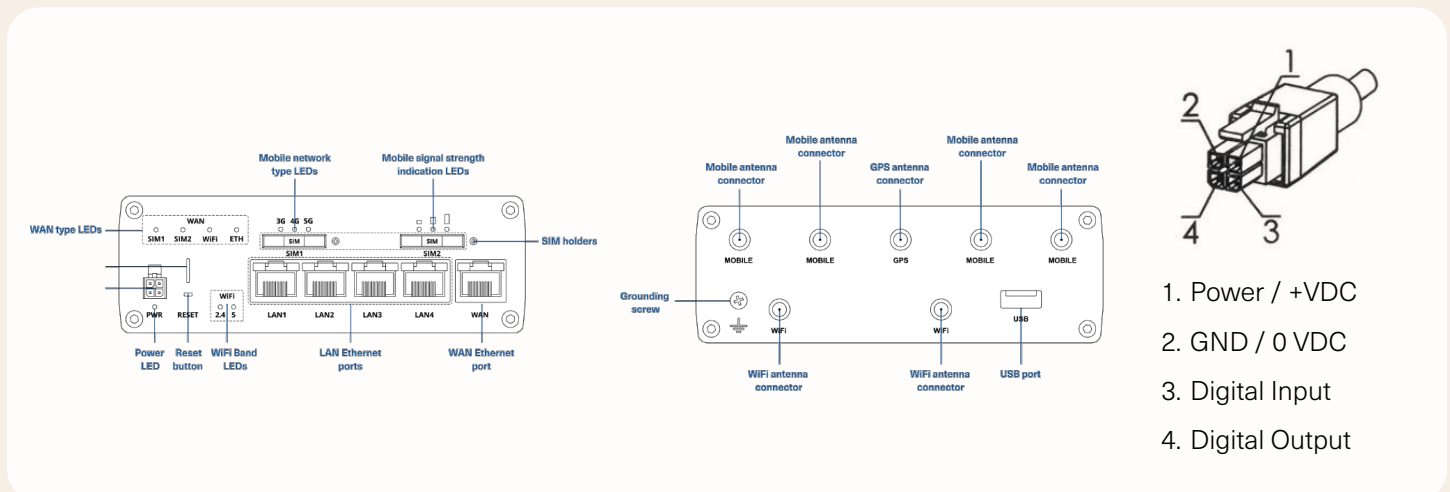 Mobile network
type LEDs
Mobile signal strength
indication LEDs
WAN type LEDs
WAN
SIM1 SIM2 WiFi ETH
3G 4G 5G
SIM
SIM1
SIM
SIM2
SIM holders
WiFi
2.4 5
PWR
RESET
LAN1 LAN2 LAN3 LAN4 WAN
Power
LED
Reset
button
WiFi Band
LEDs
LAN Ethernet
ports
WAN Ethernet
port
Mobile antenna
connector
Mobile antenna
connector
GPS antenna
connector
Mobile antenna
connector
Mobile antenna
connector
MOBILE MOBILE GPS MOBILE MOBILE
Grounding
screw
WiFi
WiFi
USB
WiFi antenna
connector
WiFi antenna
connector
USB port
1
2
4
3
1. Power / +VDC
2. GND / 0 VDC
3. Digital Input
4. Digital Output